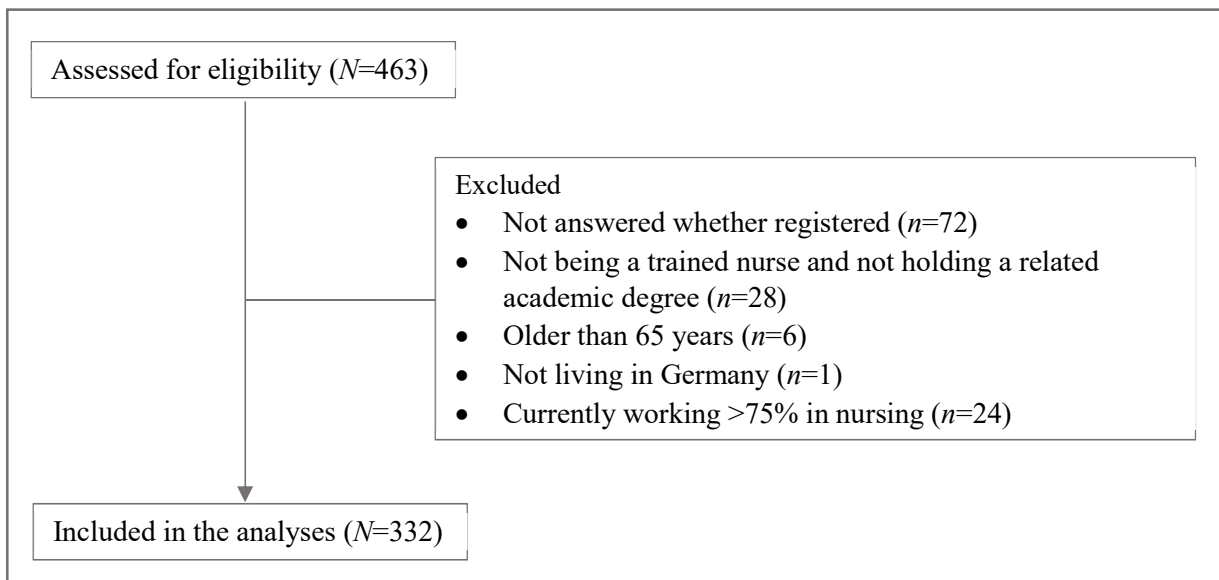 Assessed for eligibility (N=463)
Excluded
• Not answered whether registered (n=72)
• Not being a trained nurse and not holding a related
academic degree (n=28)
• Older than 65 years (n=6)
• Not living in Germany (n=1)
• Currently working >75% in nursing (n=24)
Included in the analyses (N=332)